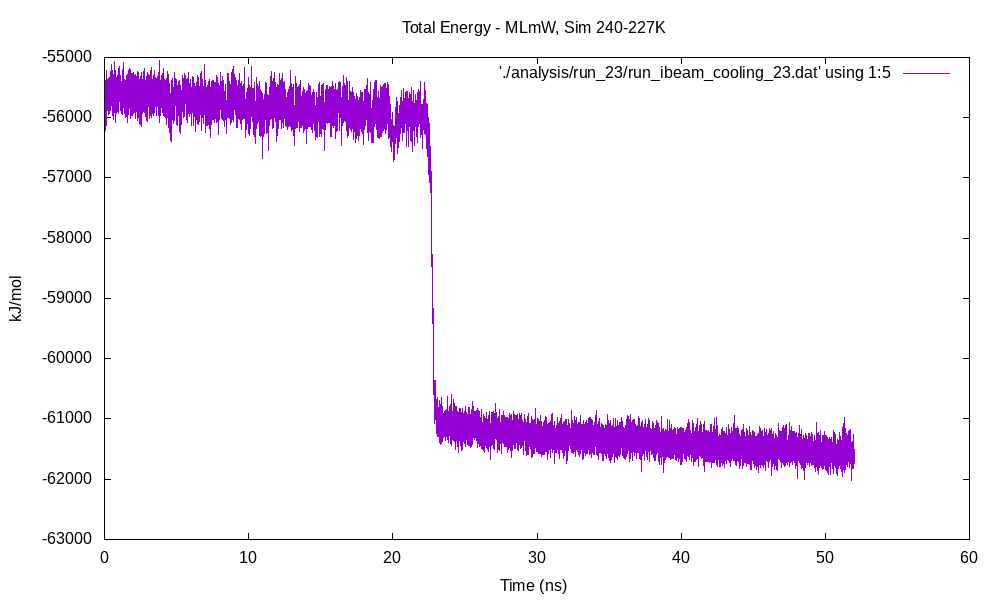 Total Energy - MLmW, Sim 240-227K
'./analysis/run_23/run_ibeam_cooling_23.dat' using 1:5
-55000
-56000
-57000
-58000
-59000
-60000
-61000
-62000
-63000
kJ/mol
0 10 20 30 40 50 60
Time (ns)